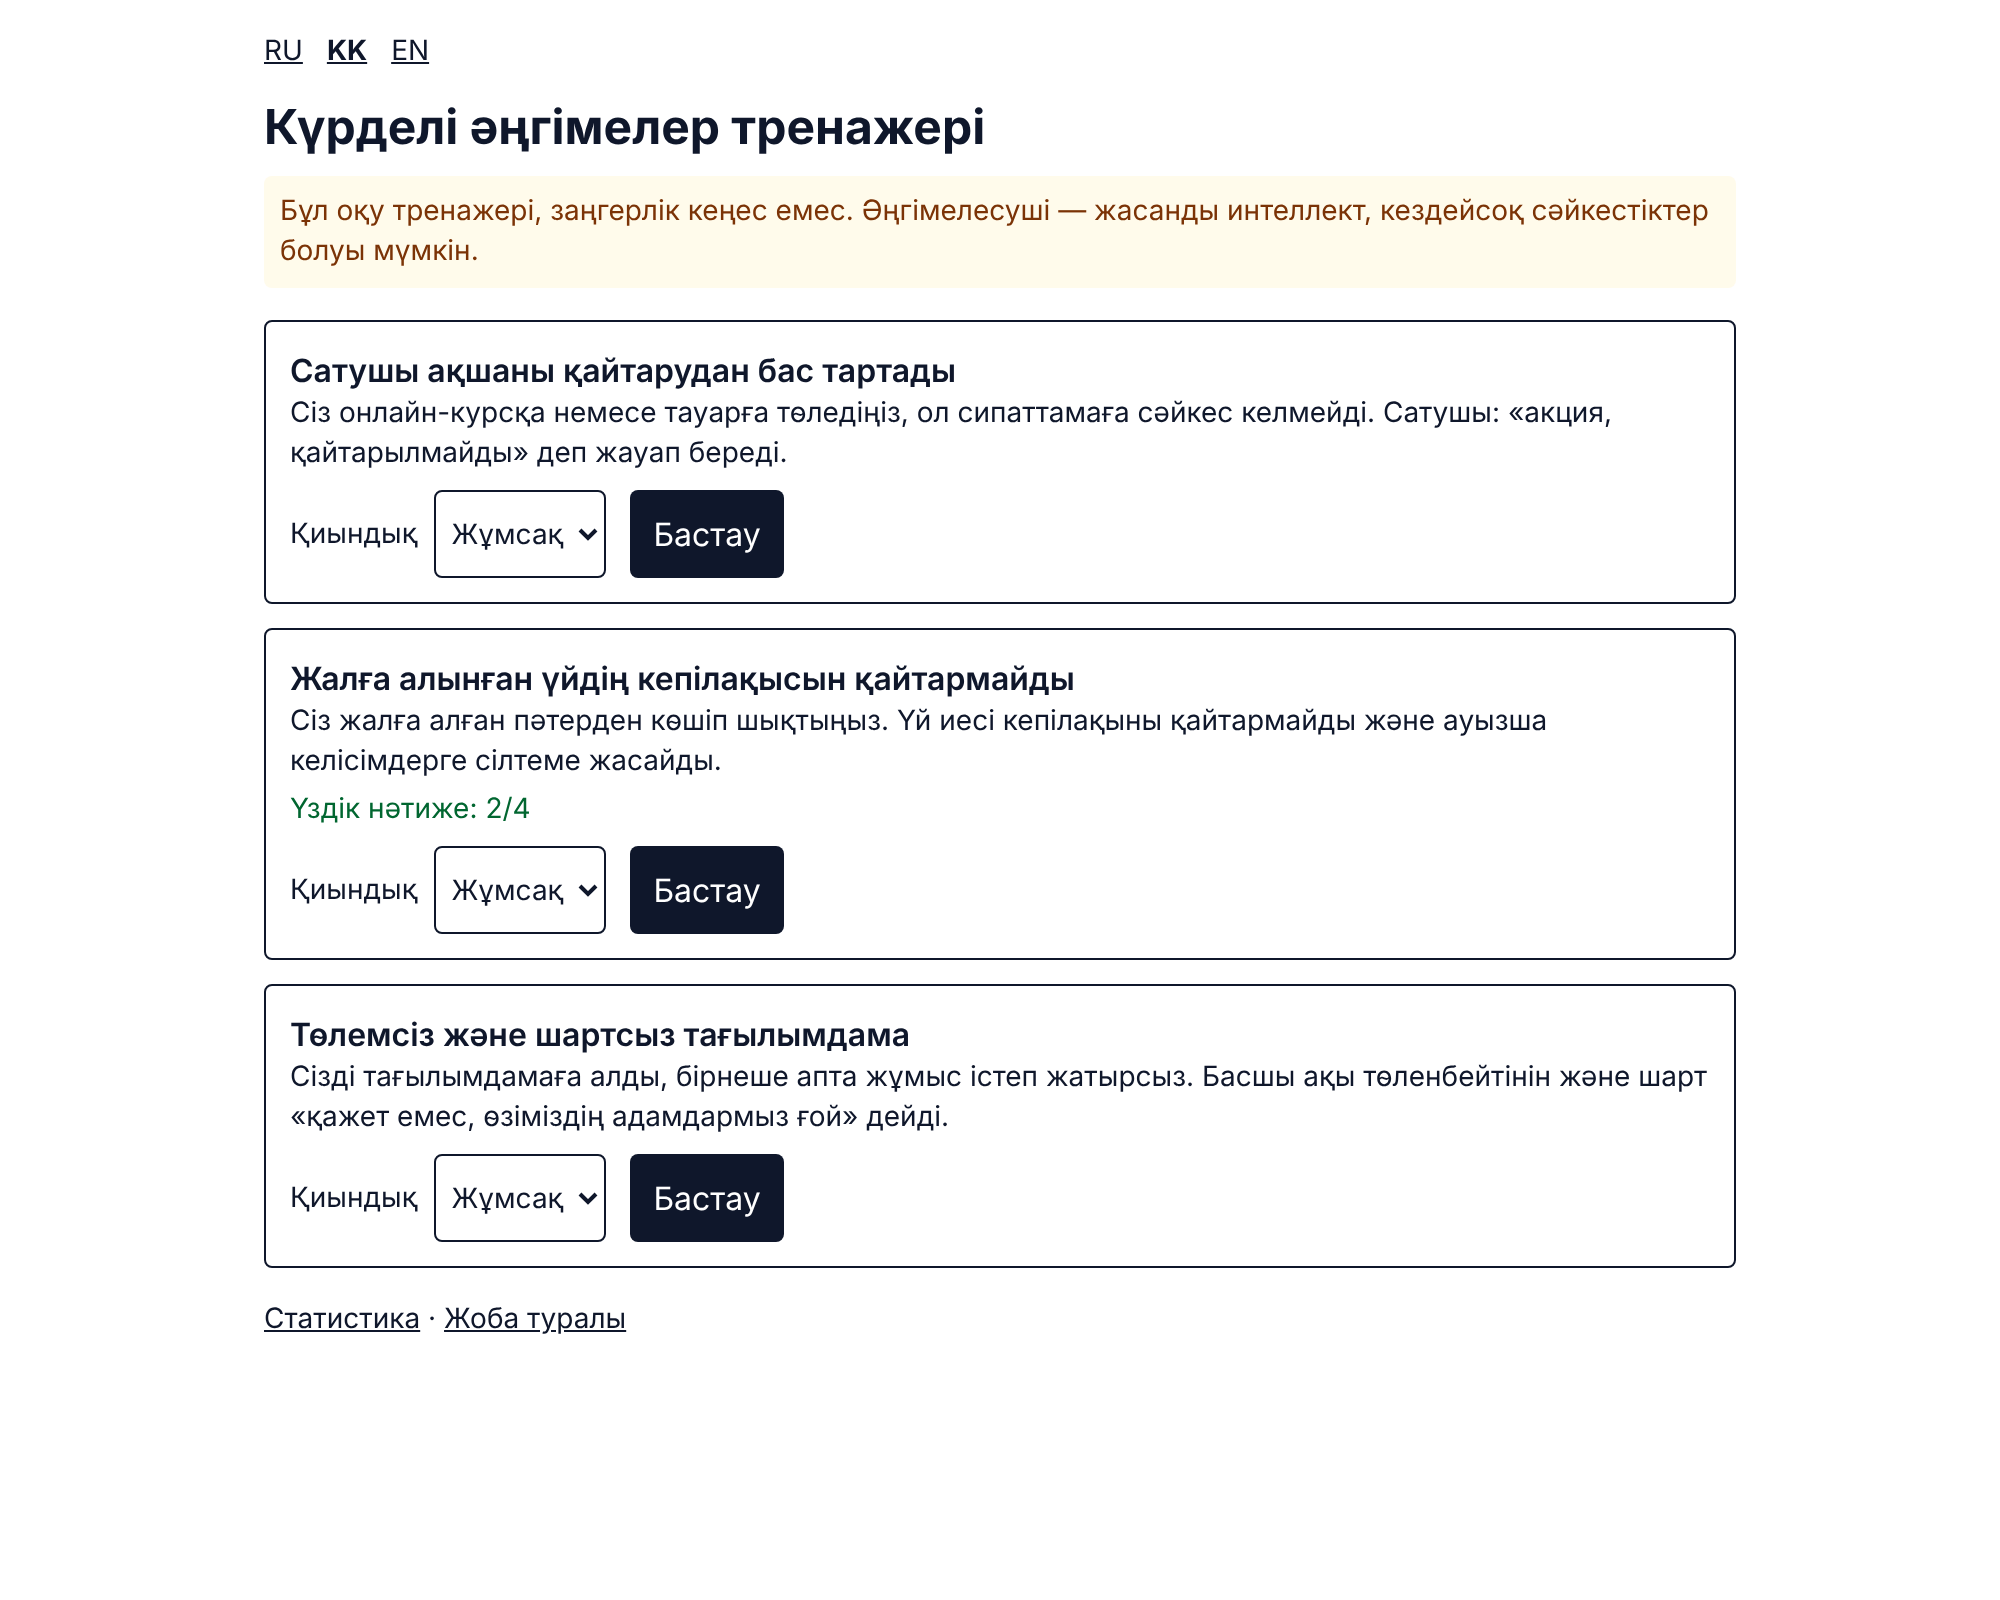 RU KK EN
Күрделі әңгімелер тренажері
Бұл оқу тренажері, заңгерлік кеңес емес. Әңгімелесуші — жасанды интеллект, кездейсоқ сәйкестіктер
болуы мүмкін.
Сатушы ақшаны қайтарудан бас тартады
Сіз онлайн-курсқа немесе тауарға төледіңіз, ол сипаттамаға сәйкес келмейді. Сатушы: «акция,
қайтарылмайды» деп жауап береді.
Қиындық Жұмсақ Бастау
Жалға алынған үйдің кепілақысын қайтармайды
Сіз жалға алған пәтерден көшіп шықтыңыз. Үй иесі кепілақыны қайтармайды және ауызша
келісімдерге сілтеме жасайды.
Үздік нәтиже: 2/4
Қиындық Жұмсақ Бастау
Төлемсіз және шартсыз тағылымдама
Сізді тағылымдамаға алды, бірнеше апта жұмыс істеп жатырсыз. Басшы ақы төленбейтінін және шарт
«қажет емес, өзіміздің адамдармыз ғой» дейді.
Қиындық Жұмсақ Бастау
Статистика · Жоба туралы